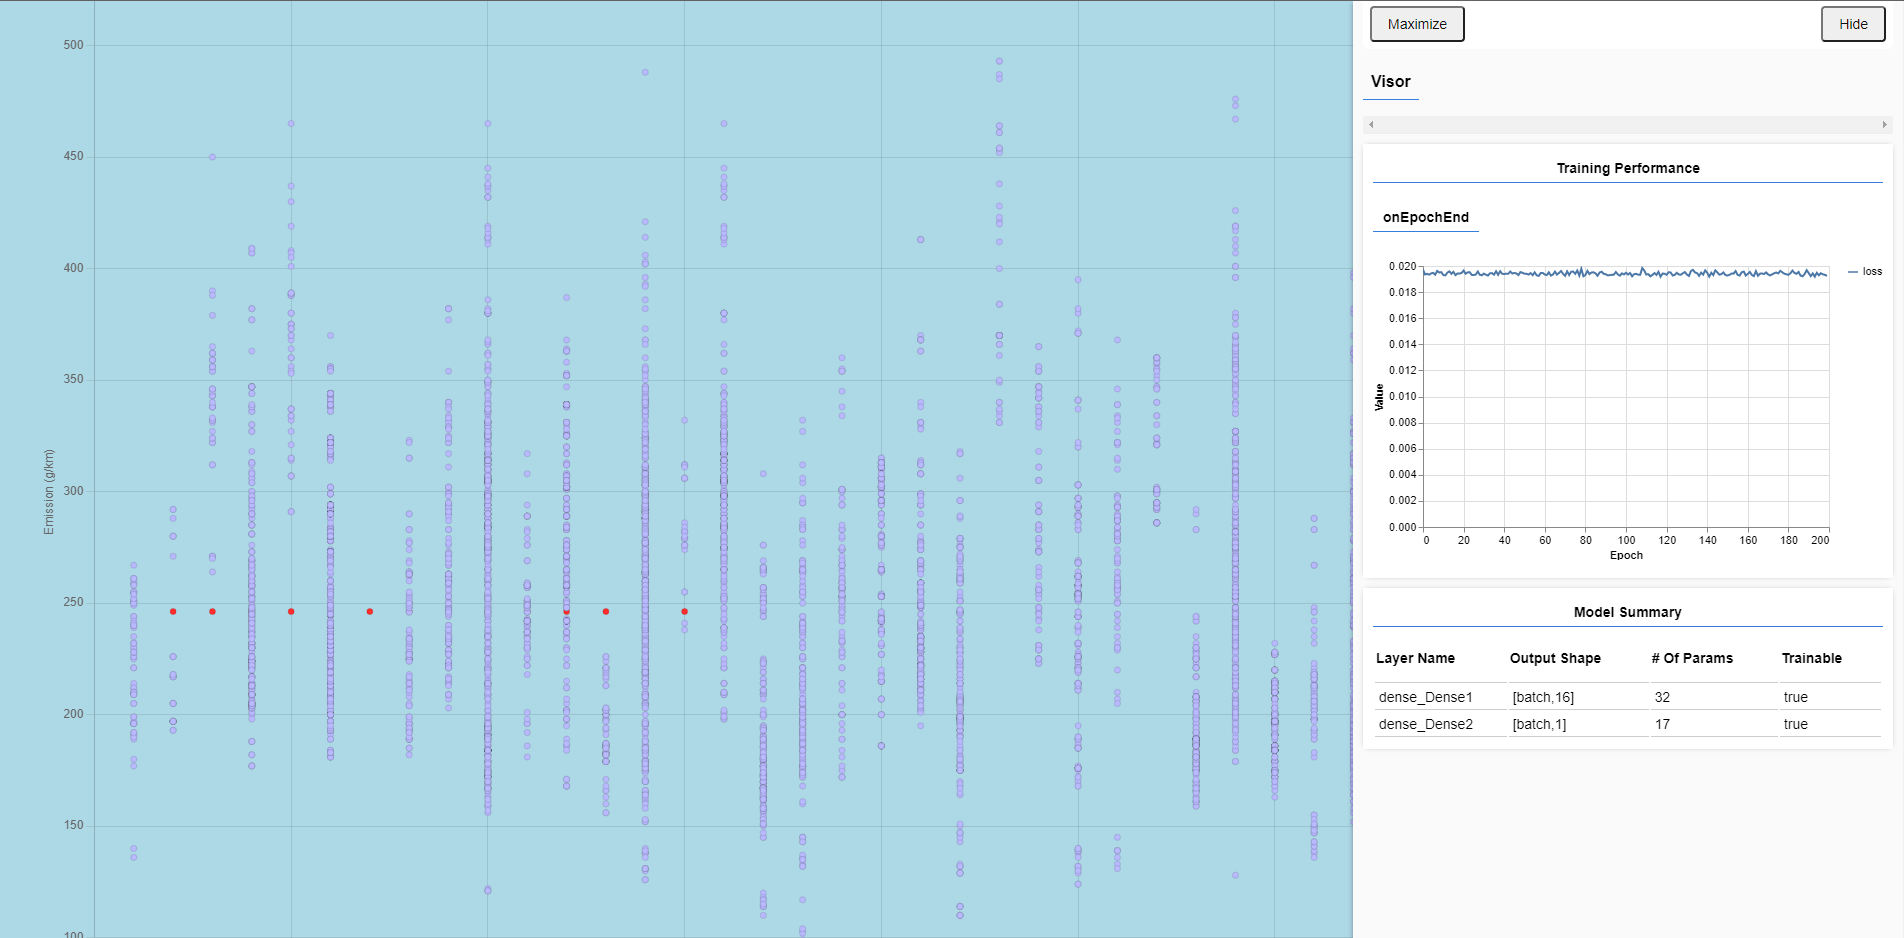 Maximize
Hide
Visor
Training Performance
onEpochEnd
0.020
0.018
0.016
0.014
0.012
0.010
0.008
0.006
0.004
0.002
0.000
Value
0 20 40 60 80 100 120 140 160 180 200
Epoch
loss
Model Summary
Layer Name Output Shape # Of Params Trainable
dense_Dense1 [batch,16] 32 true
dense_Dense2 [batch,1] 17 true
500
450
400
350
300
250
200
150
100
Emission (g/km)